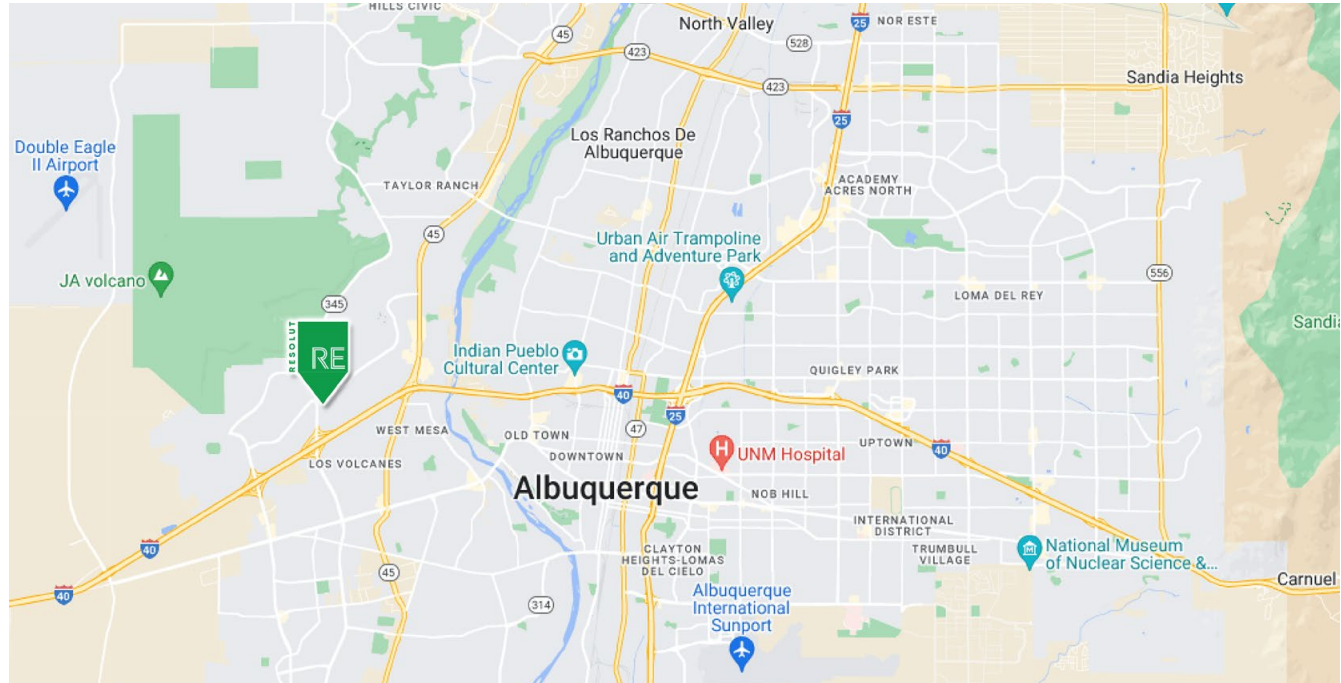 HILLS CIVIC
North Valley
25
NOR ESTE
45
528
423
Sandia Heights
423
25
Los Ranchos De
Albuquerque
Double Eagle
II Airport
TAYLOR RANCH
ACADEMY
ACRES NORTH
45
Urban Air Trampoline
and Adventure Park
JA volcano
556
LOMA DEL REY
345
Sandia
RESOLUT
RE
Indian Pueblo
Cultural Center
QUIGLEY PARK
40
25
WEST MESA
OLD TOWN
47
UPTOWN
40
DOWNTOWN
UNM Hospital
LOS VOLCANES
Albuquerque
NOB HILL
INTERNATIONAL
DISTRICT
40
CLAYTON
HEIGHTS-LOMAS
DEL CIELO
TRUMBULL
VILLAGE
National Museum
of Nuclear Science &...
45
Carnuel
40
314
Albuquerque
International
Sunport
H